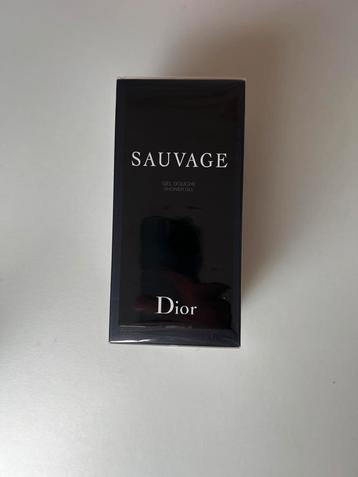 SAUVAGE
GEL DOUCHE
SHOWER GEL
Dior